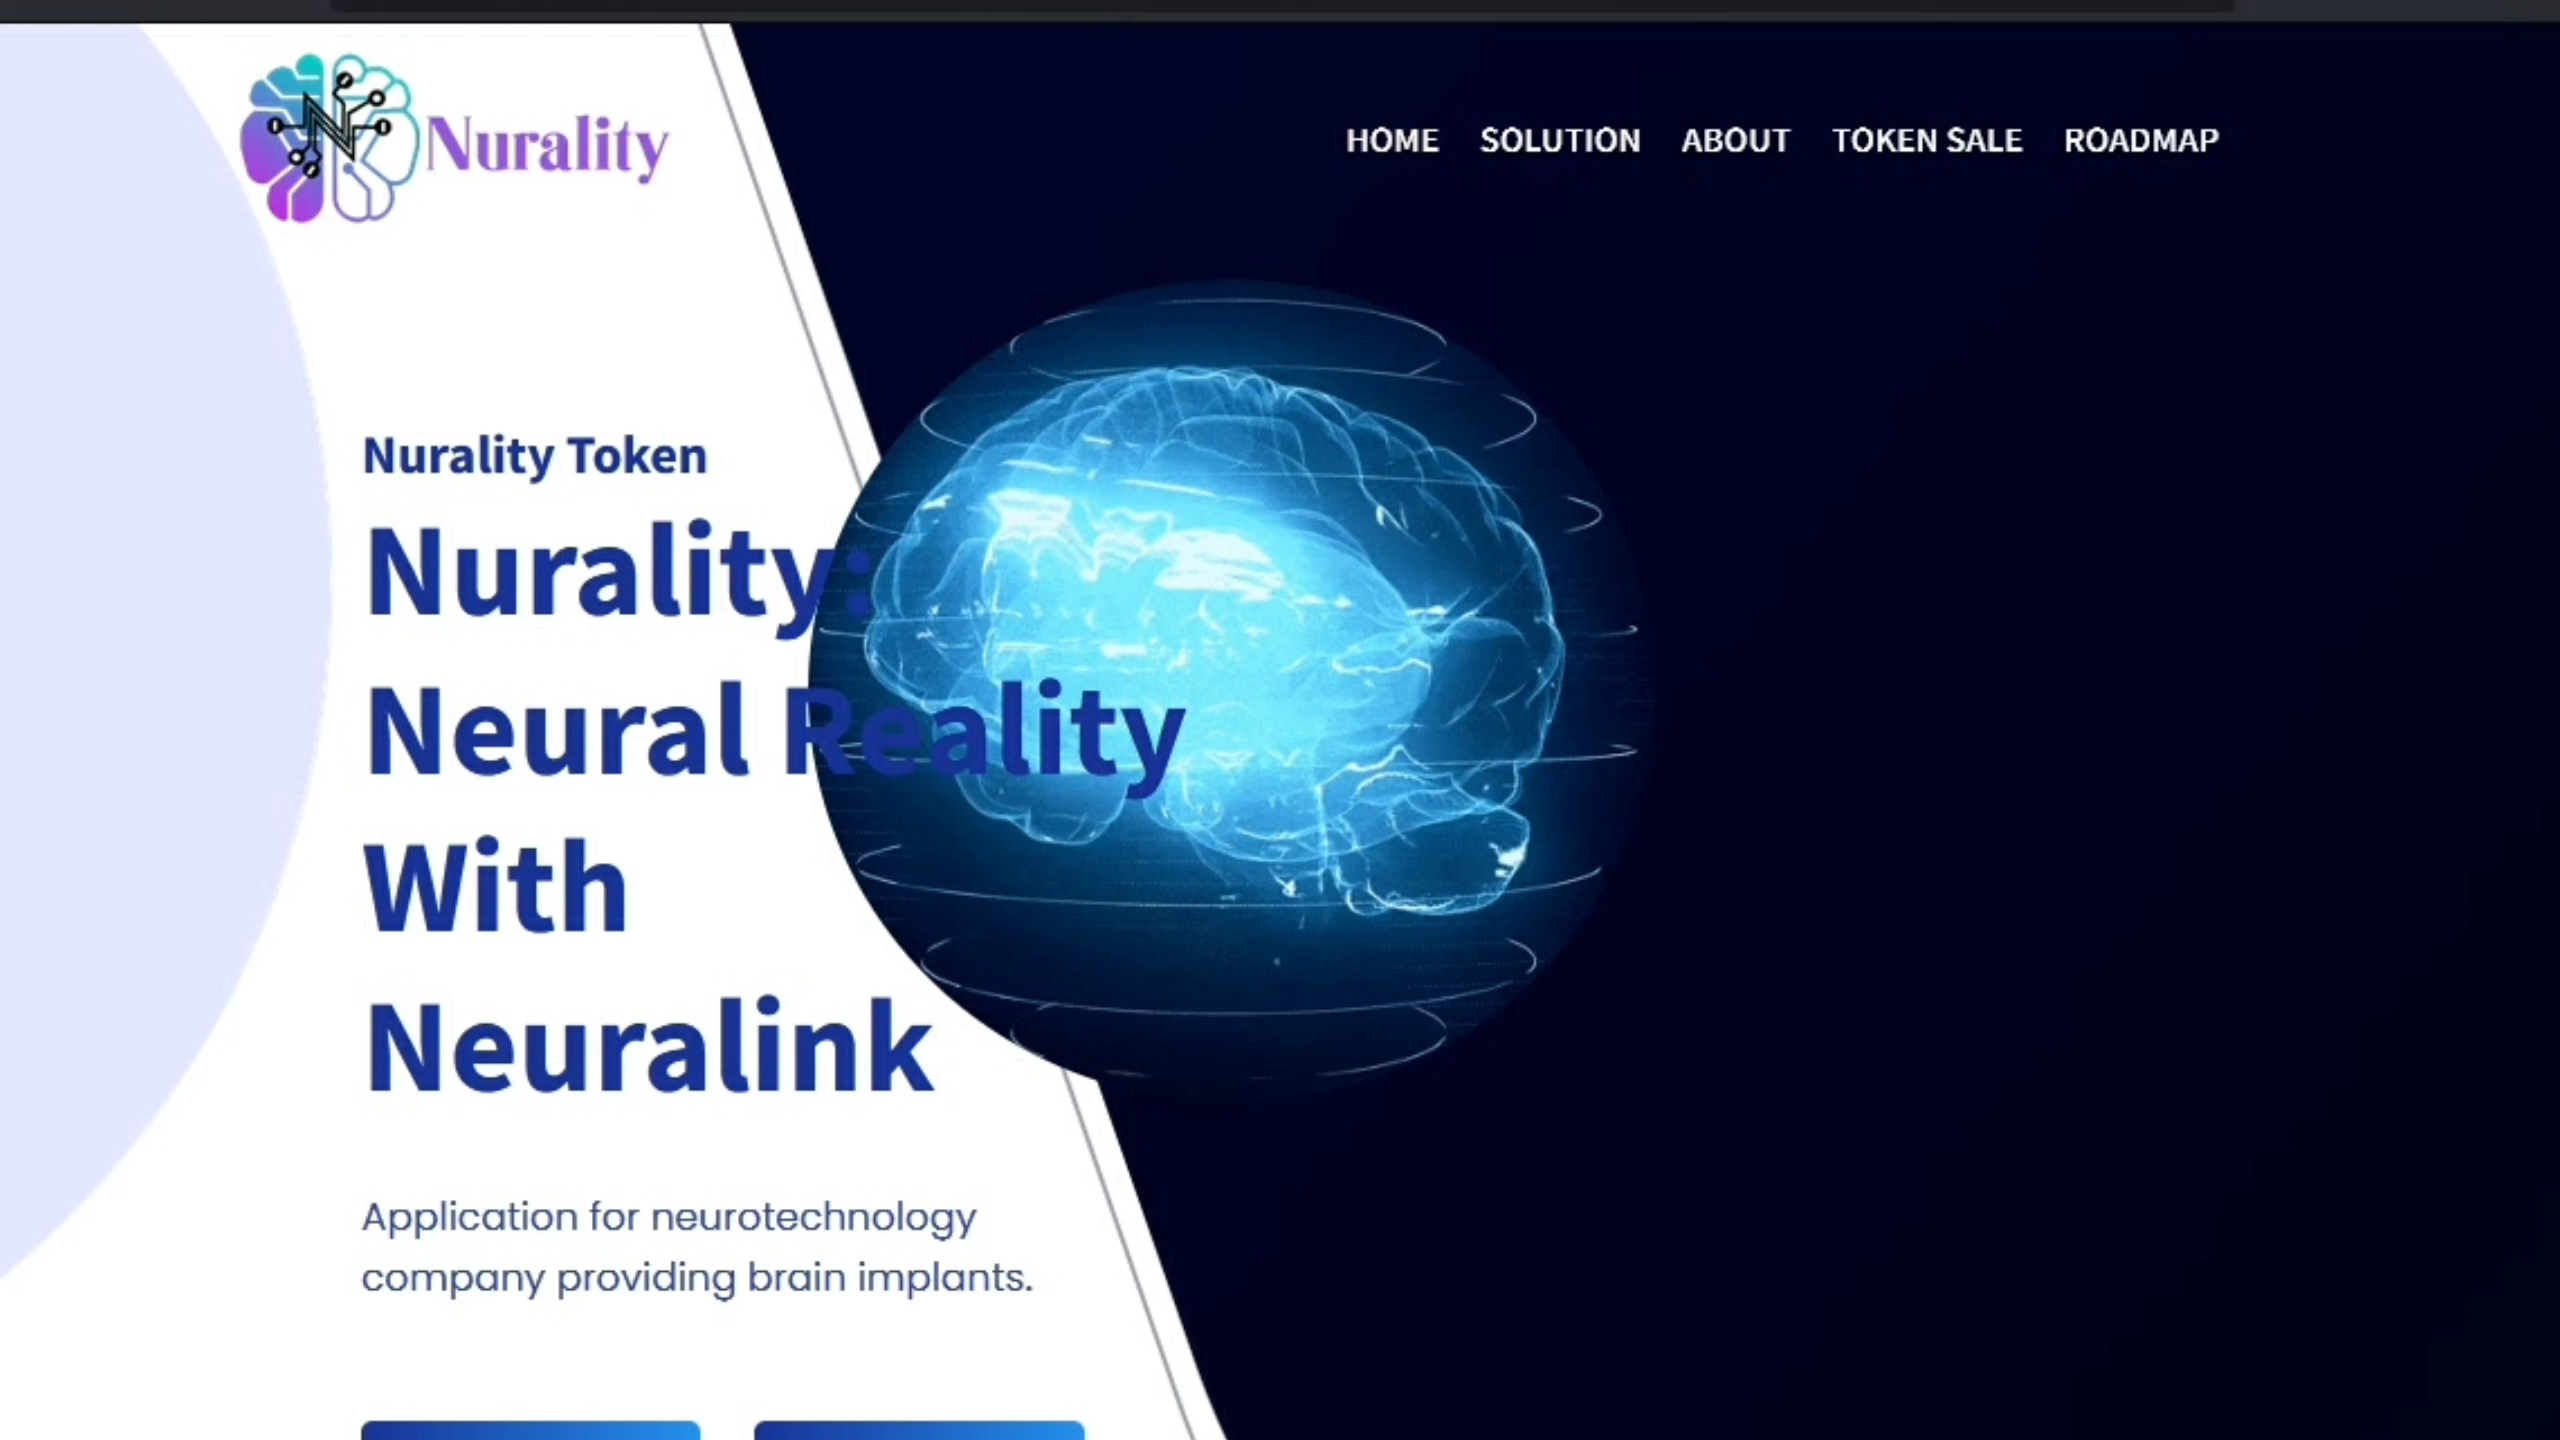 Nurality
HOME SOLUTION ABOUT TOKEN SALE ROADMAP
Nurality Token
Nurality:
Neural Reality
With
Neuralink
Application for neurotechnology
company providing brain implants.